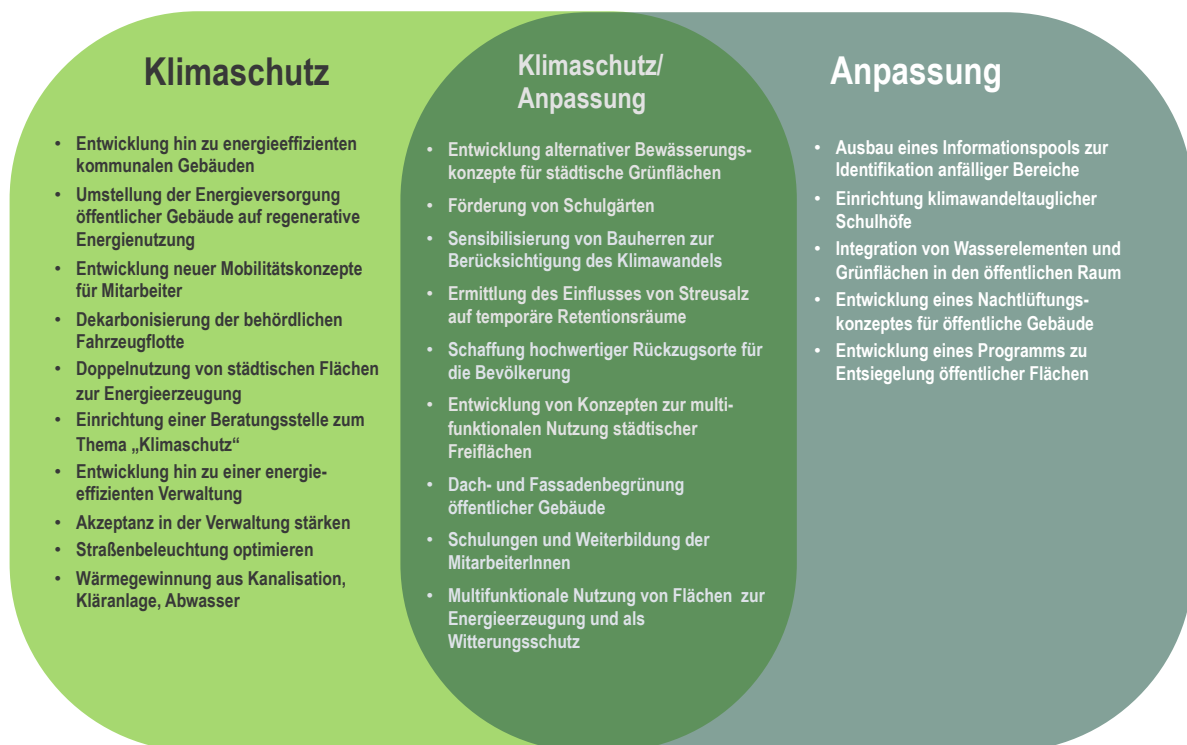 Klimaschutz
• Entwicklung hin zu energieeffizienten
kommunalen Gebäuden
• Umstellung der Energieversorgung
öffentlicher Gebäude auf regenerative
Energienutzung
• Entwicklung neuer Mobilitätskonzepte
für Mitarbeiter
• Dekarbonisierung der behördlichen
Fahrzeugflotte
• Doppelnutzung von städtischen Flächen
zur Energieerzeugung
• Einrichtung einer Beratungsstelle zum
Thema „Klimaschutz“
• Entwicklung hin zu einer energie-
effizienten Verwaltung
• Akzeptanz in der Verwaltung stärken
• Straßenbeleuchtung optimieren
• Wärmegewinnung aus Kanalisation,
Kläranlage, Abwasser
Klimaschutz/
Anpassung
• Entwicklung alternativer Bewässerungs-
konzepte für städtische Grünflächen
• Förderung von Schulgärten
• Sensibilisierung von Bauherren zur
Berücksichtigung des Klimawandels
• Ermittlung des Einflusses von Streusalz
auf temporäre Retentionsräume
• Schaffung hochwertiger Rückzugsorte für
die Bevölkerung
• Entwicklung von Konzepten zur multi-
funktionalen Nutzung städtischer
Freiflächen
• Dach- und Fassadenbegrünung
öffentlicher Gebäude
• Schulungen und Weiterbildung der
MitarbeiterInnen
• Multifunktionale Nutzung von Flächen zur
Energieerzeugung und als
Witterungsschutz
Anpassung
• Ausbau eines Informationspools zur
Identifikation anfälliger Bereiche
• Einrichtung klimawandeltauglicher
Schulhöfe
• Integration von Wasserelementen und
Grünflächen in den öffentlichen Raum
• Entwicklung eines Nachtlüftungs-
konzeptes für öffentliche Gebäude
• Entwicklung eines Programms zu
Entsiegelung öffentlicher Flächen